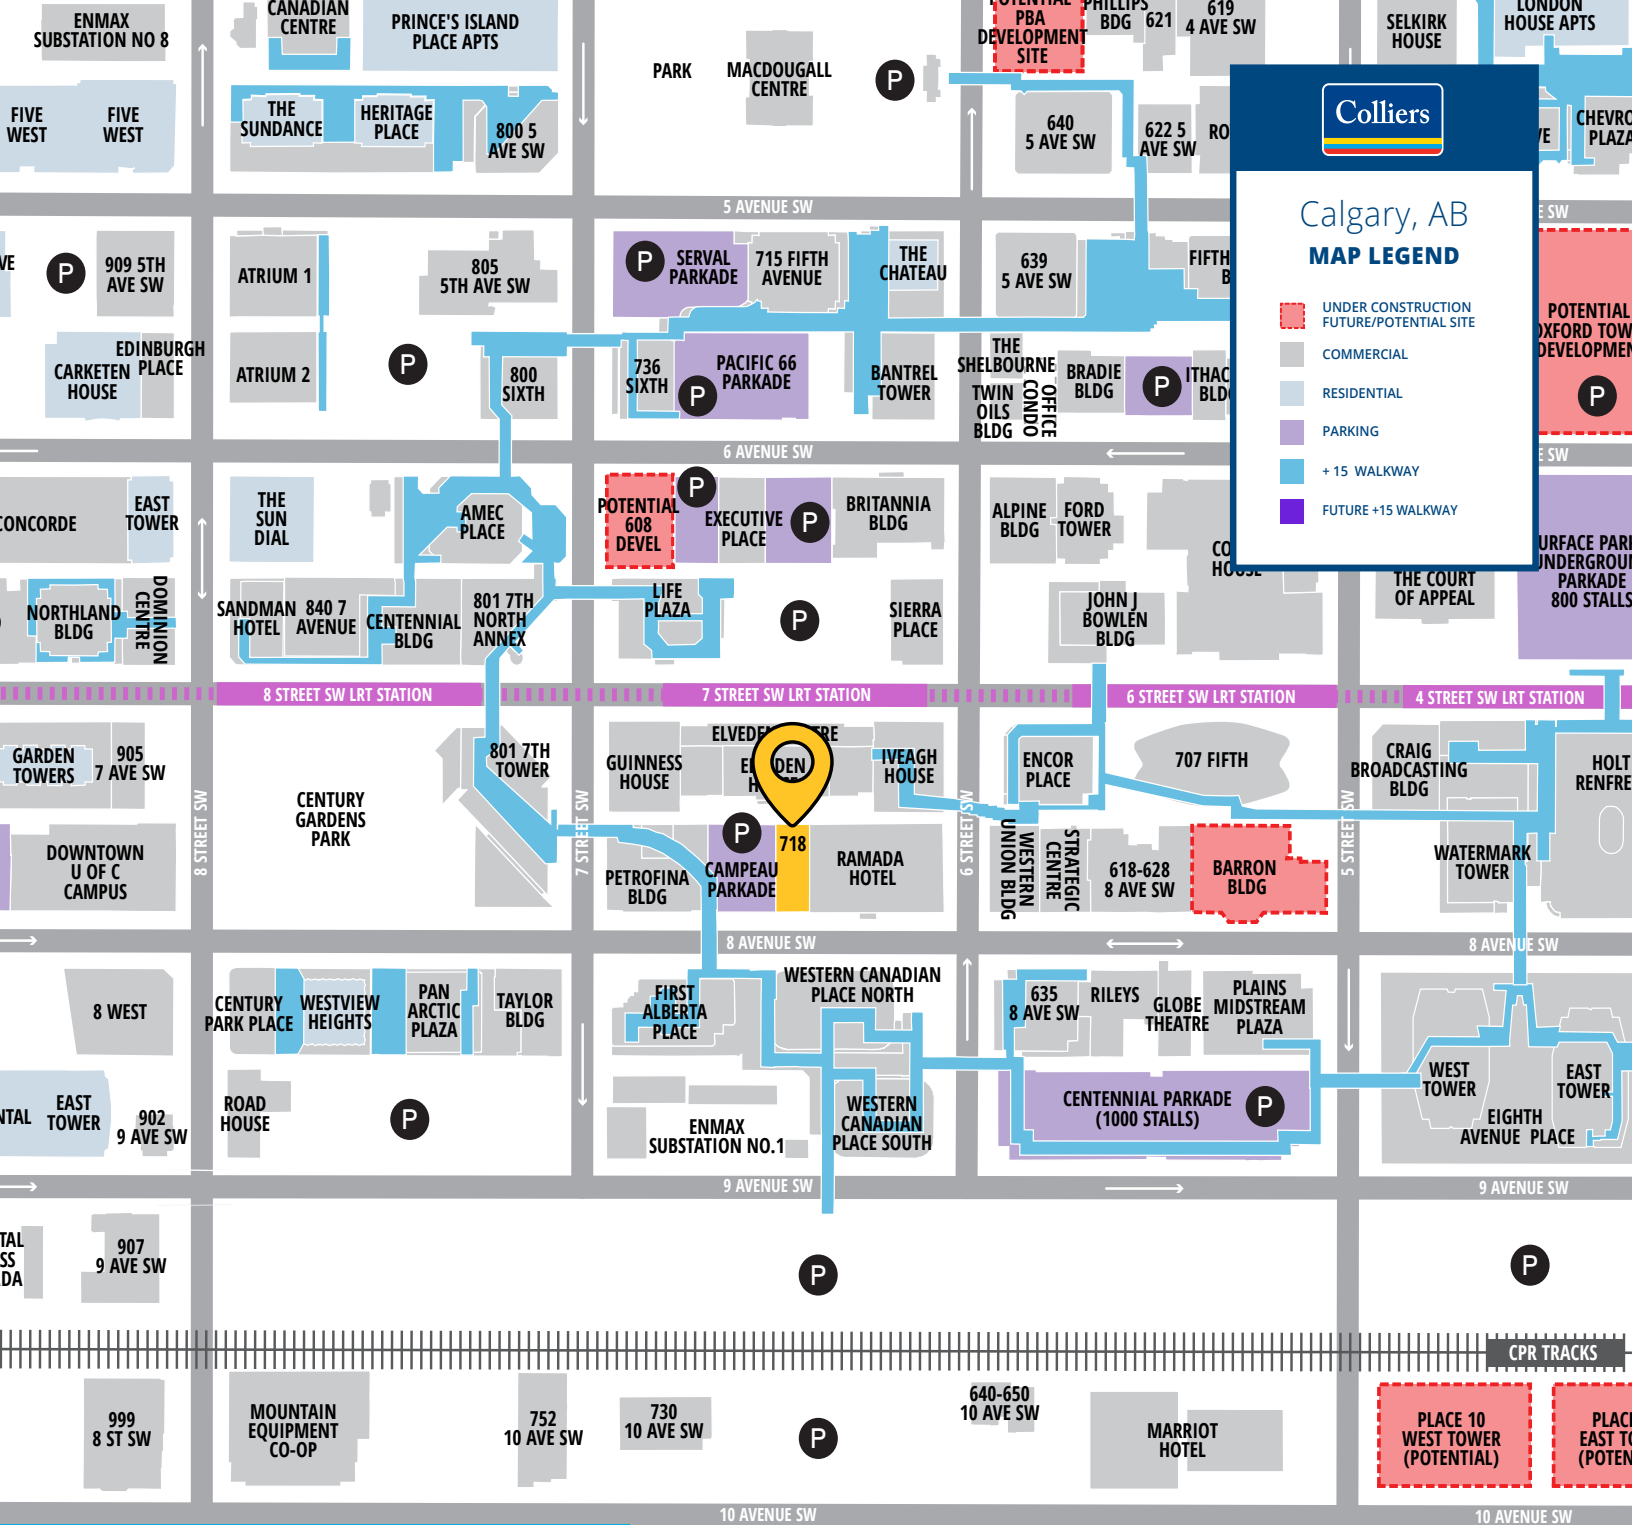 ENMAX
SUBSTATION NO 8
CANADIAN
CENTRE
PRINCE'S ISLAND
PLACE APTS
PARK
MACDOUGALL
CENTRE
P
POTENTIAL
PBA
DEVELOPMENT
SITE
PHILLIPS
BDG
621
619
4 AVE SW
SELKIRK
HOUSE
LONDON
HOUSE APTS
FIVE
WEST
FIVE
WEST
THE
SUNDANCE
HERITAGE
PLACE
800 5
AVE SW
640
5 AVE SW
622 5
AVE SW
RO
VE
CHEVRO
PLAZA
Colliers
Calgary, AB
MAP LEGEND
UNDER CONSTRUCTION
FUTURE/POTENTIAL SITE
COMMERCIAL
RESIDENTIAL
PARKING
+ 15 WALKWAY
FUTURE +15 WALKWAY
5 AVENUE SW
E SW
VE
P
909 5TH
AVE SW
ATRIUM 1
805
5TH AVE SW
P
SERVAL
PARKADE
715 FIFTH
AVENUE
THE
CHATEAU
639
5 AVE SW
FIFTH
B
POTENTIAL
OXFORD TOW
DEVELOPMEN
P
EDINBURGH
PLACE
CARKETEN
HOUSE
ATRIUM 2
P
800
SIXTH
736
SIXTH
P
PACIFIC 66
PARKADE
BANTREL
TOWER
THE
SHELBOURNE
TWIN
OILS
BLDG
OFFICE
CONDO
BRADIE
BLDG
P
ITHAC
BLD
6 AVENUE SW
E SW
CONCORDE
EAST
TOWER
THE
SUN
DIAL
AMEC
PLACE
POTENTIAL
608
DEVEL
P
EXECUTIVE
PLACE
P
BRITANNIA
BLDG
ALPINE
BLDG
FORD
TOWER
CO
HOUSE
URFACE PARK
UNDERGROUN
PARKADE
800 STALLS
THE COURT
OF APPEAL
NORTHLAND
BLDG
DOMINION
CENTRE
SANDMAN
HOTEL
840 7
AVENUE
CENTENNIAL
BLDG
801 7TH
NORTH
ANNEX
LIFE
PLAZA
P
SIERRA
PLACE
JOHN J
BOWLEN
BLDG
8 STREET SW LRT STATION
7 STREET SW LRT STATION
6 STREET SW LRT STATION
4 STREET SW LRT STATION
GARDEN
TOWERS
905
7 AVE SW
8 STREET SW
CENTURY
GARDENS
PARK
801 7TH
TOWER
7 STREET SW
GUINNESS
HOUSE
IVEAGH
HOUSE
6 STREET SW
ENCOR
PLACE
707 FIFTH
5 STREET SW
CRAIG
BROADCASTING
BLDG
HOLT
RENFRE
DOWNTOWN
U OF C
CAMPUS
PETROFINA
BLDG
P
CAMPEAU
PARKADE
718
RAMADA
HOTEL
UNION BLDG
WESTERN
STRATEGIC
CENTRE
618-628
8 AVE SW
BARRON
BLDG
WATERMARK
TOWER
8 AVENUE SW
8 AVENUE SW
8 WEST
CENTURY
PARK PLACE
WESTVIEW
HEIGHTS
PAN
ARCTIC
PLAZA
TAYLOR
BLDG
FIRST
ALBERTA
PLACE
WESTERN CANADIAN
PLACE NORTH
635
8 AVE SW
RILEYS
GLOBE
THEATRE
PLAINS
MIDSTREAM
PLAZA
WEST
TOWER
EAST
TOWER
EIGHTH
AVENUE PLACE
NTAL
EAST
TOWER
902
9 AVE SW
ROAD
HOUSE
P
ENMAX
SUBSTATION NO.1
WESTERN
CANADIAN
PLACE SOUTH
CENTENNIAL PARKADE
(1000 STALLS)
P
9 AVENUE SW
9 AVENUE SW
TAL
SS
DA
907
9 AVE SW
P
P
CPR TRACKS
999
8 ST SW
MOUNTAIN
EQUIPMENT
CO-OP
752
10 AVE SW
730
10 AVE SW
P
640-650
10 AVE SW
MARRIOT
HOTEL
PLACE 10
WEST TOWER
(POTENTIAL)
PLAC
EAST TO
(POTEN
10 AVENUE SW
10 AVENUE SW